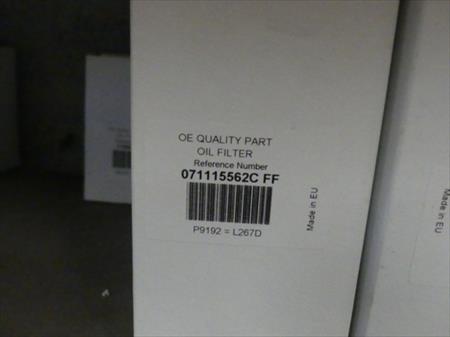 OE QUALITY PART
OIL FILTER
Reference Number
071115562C FF
P9192 = L267D
Made in EU
Made in EU